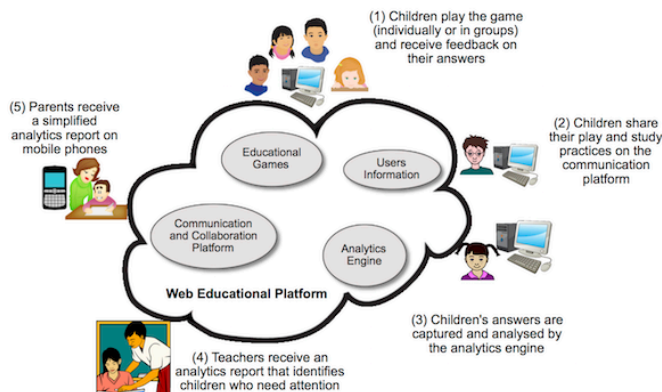 (1) Children play the game
(individually or in groups)
and receive feedback on
their answers
(5) Parents receive
a simplified
analytics report on
mobile phones
(2) Children share
their play and study
practices on the
communication
platform
Educational
Games
Users
Information
Communication
and Collaboration
Platform
Analytics
Engine
Web Educational Platform
(3) Children's answers are
captured and analysed by
the analytics engine
(4) Teachers receive an
analytics report that identifies
children who need attention